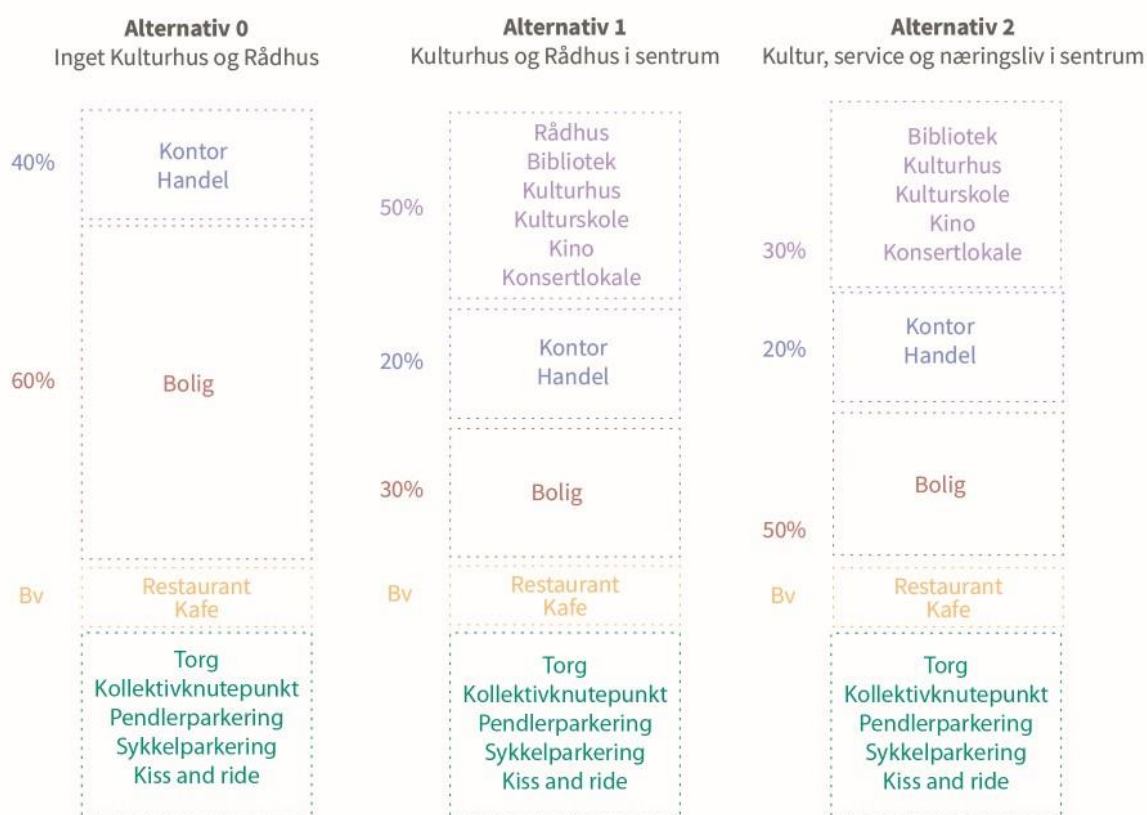 Alternativ 0
Inget Kulturhus og Rådhus
40%
Kontor
Handel
60%
Bolig
Bv
Restaurant
Kafe
Torg
Kollektivknutepunkt
Pendlerparkering
Sykkelparkering
Kiss and ride
Alternativ 1
Kulturhus og Rådhus i sentrum
50%
Rådhus
Bibliotek
Kulturhus
Kulturskole
Kino
Konsertlokale
20%
Kontor
Handel
30%
Bolig
Bv
Restaurant
Kafe
Torg
Kollektivknutepunkt
Pendlerparkering
Sykkelparkering
Kiss and ride
Alternativ 2
Kultur, service og næringsliv i sentrum
30%
Bibliotek
Kulturhus
Kulturskole
Kino
Konsertlokale
20%
Kontor
Handel
50%
Bolig
Bv
Restaurant
Kafe
Torg
Kollektivknutepunkt
Pendlerparkering
Sykkelparkering
Kiss and ride